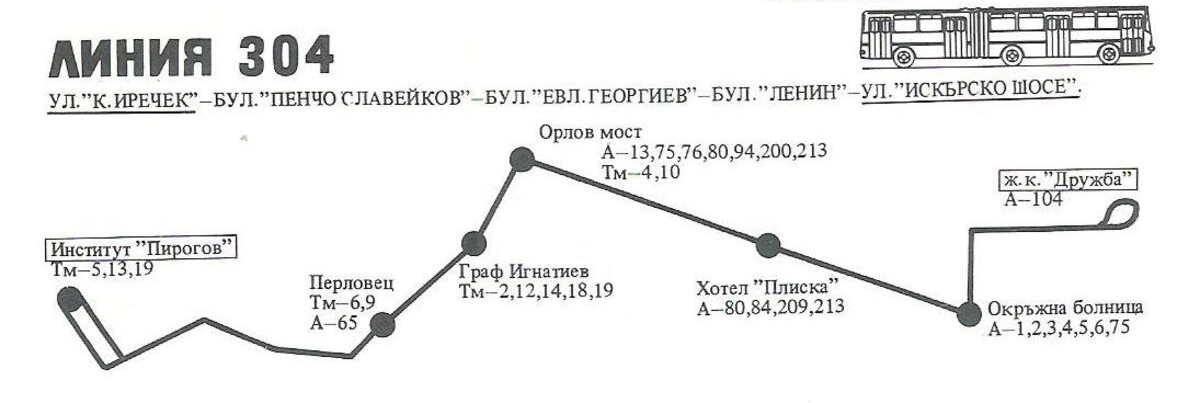 ЛИНИЯ 304
УЛ."К.ИРЕЧЕК"–БУЛ."ПЕНЧО СЛАВЕЙКОВ"–БУЛ."ЕВЛ.ГЕОРГИЕВ"–БУЛ."ЛЕНИН"–УЛ."ИСКЪРСКО ШОСЕ".
Орлов мост
А–13,75,76,80,94,200,213
Тм–4,10
ж.к."Дружба"
А–104
Институт "Пирогов"
Тм–5,13,19
Перловец
Тм–6,9
А–65
Граф Игнатиев
Тм–2,12,14,18,19
Хотел "Плиска"
А–80,84,209,213
Окръжна болница
А–1,2,3,4,5,6,75